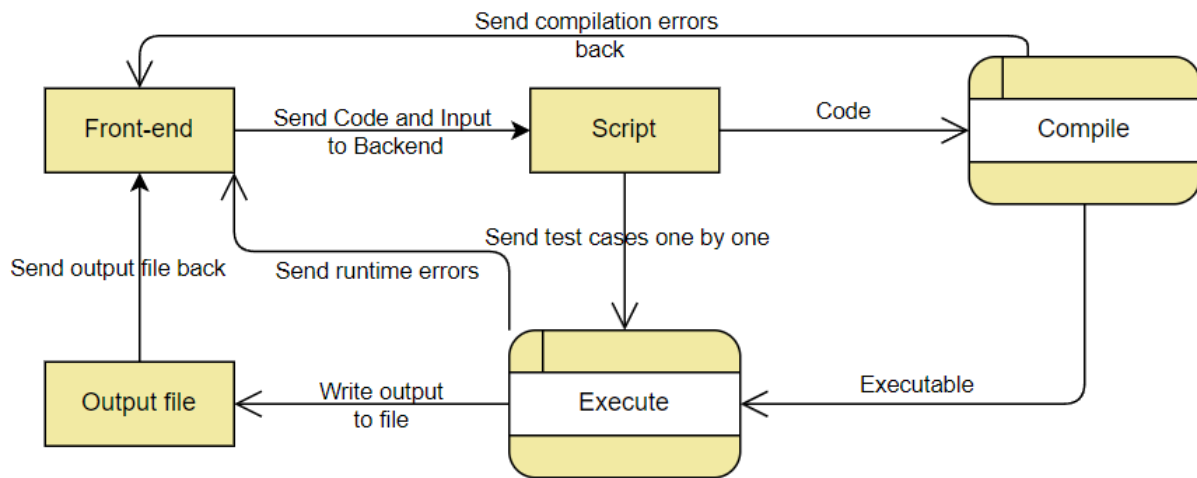 Send compilation errors
back
Front-end
Send Code and Input
to Backend
Script
Code
Compile
Send test cases one by one
Send output file back
Send runtime errors
Output file
Write output
to file
Execute
Executable